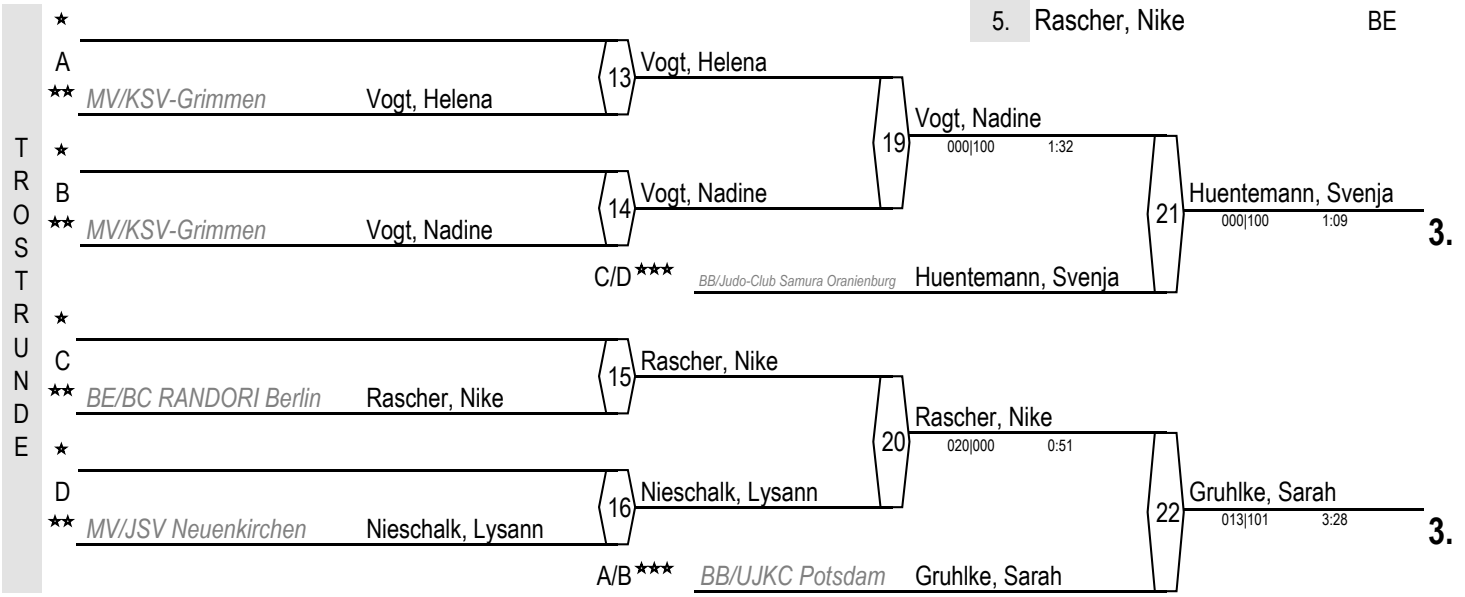 TROSTRUNDE
5. Rascher, Nike BE
★
A
★★ MV/KSV-Grimmen Vogt, Helena
13 Vogt, Helena
★
B
★★ MV/KSV-Grimmen Vogt, Nadine
14 Vogt, Nadine
19 Vogt, Nadine
000|100 1:32
C/D ★★★ BB/Judo-Club Samura Oranienburg Huentemann, Svenja
21 Huentemann, Svenja
000|100 1:09
3.
★
C
★★ BE/BC RANDORI Berlin Rascher, Nike
15 Rascher, Nike
★
D
★★ MV/JSV Neuenkirchen Nieschalk, Lysann
16 Nieschalk, Lysann
20 Rascher, Nike
020|000 0:51
A/B ★★★ BB/UJKC Potsdam Gruhlke, Sarah
22 Gruhlke, Sarah
013|101 3:28
3.